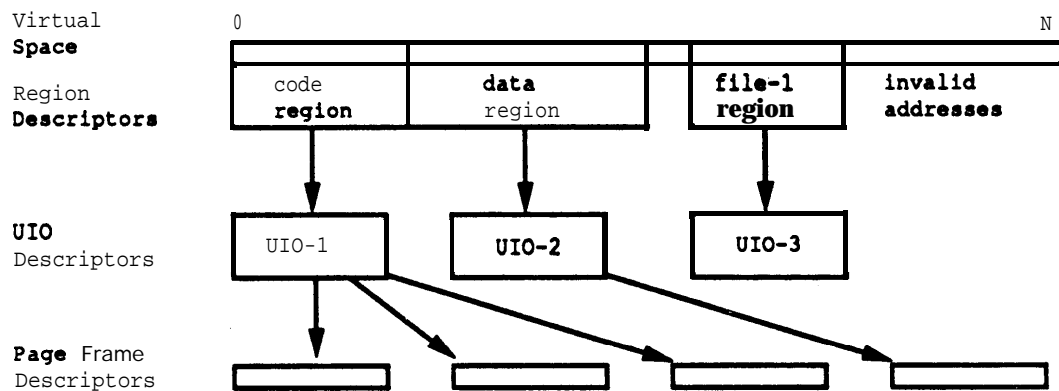 Virtual
Space
0 N
Region
Descriptors
code
region
data
region
file-1
region
invalid
addresses
UIO
Descriptors
UIO-1
UIO-2
UIO-3
Page Frame
Descriptors